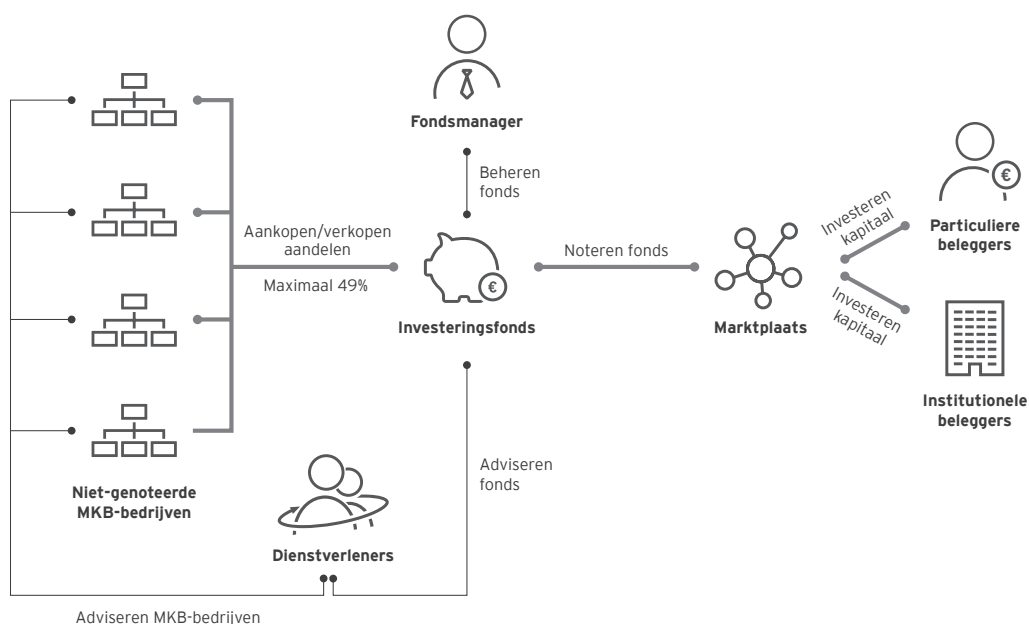 Fondsmanager
Beheren
fonds
Aankopen/verkopen
aandelen
Maximaal 49%
€
Investeringsfonds
Noteren fonds
Marktplaats
Investeren
kapitaal
€
Particuliere
beleggers
Investeren
kapitaal
Institutionele
beleggers
Niet-genoteerde
MKB-bedrijven
Adviseren
fonds
Dienstverleners
Adviseren MKB-bedrijven